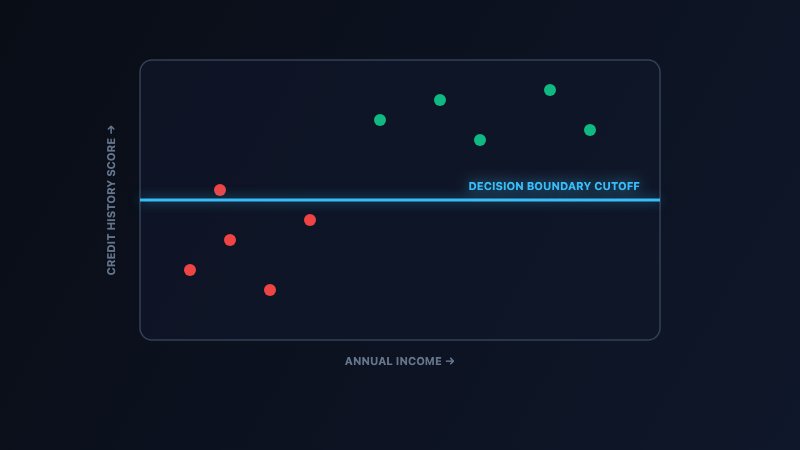 CREDIT HISTORY SCORE →
DECISION BOUNDARY CUTOFF
ANNUAL INCOME →